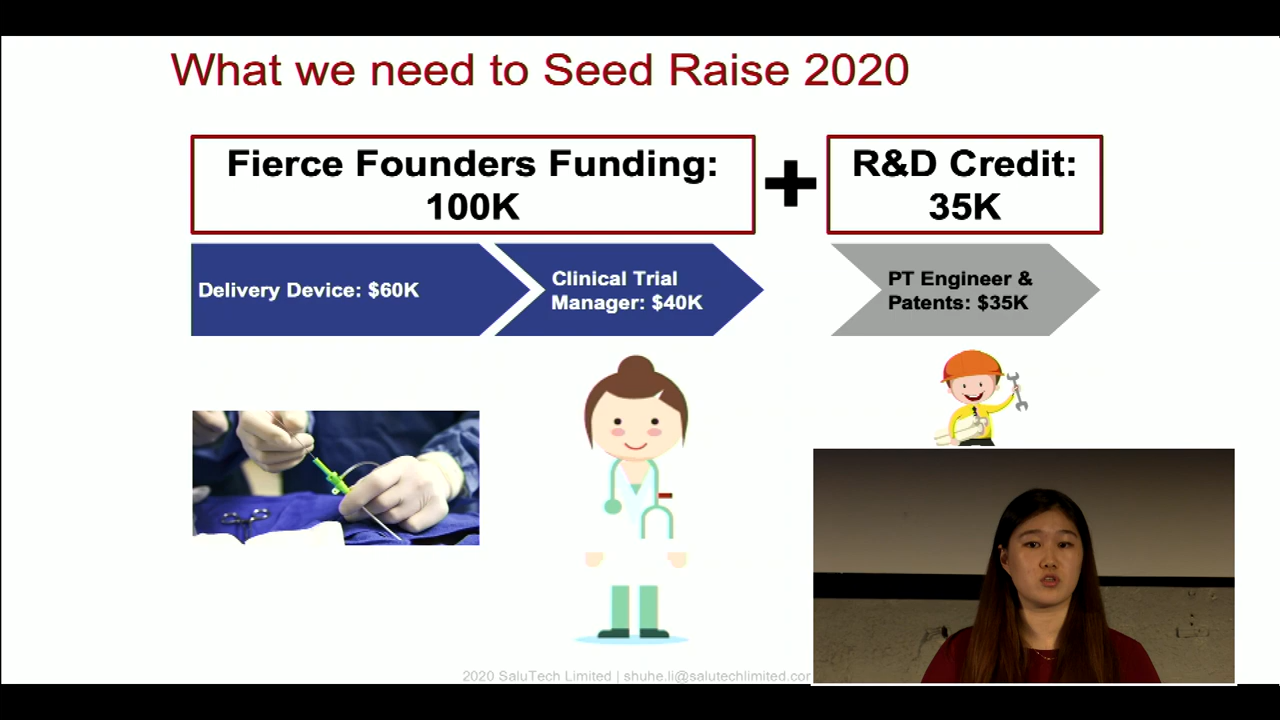 What we need to Seed Raise 2020
Fierce Founders Funding:
100K
R&D Credit:
35K
Delivery Device: $60K
Clinical Trial
Manager: $40K
PT Engineer &
Patents: $35K
2020 SaluTech Limited | shuhe.li@salutechlimited.cor